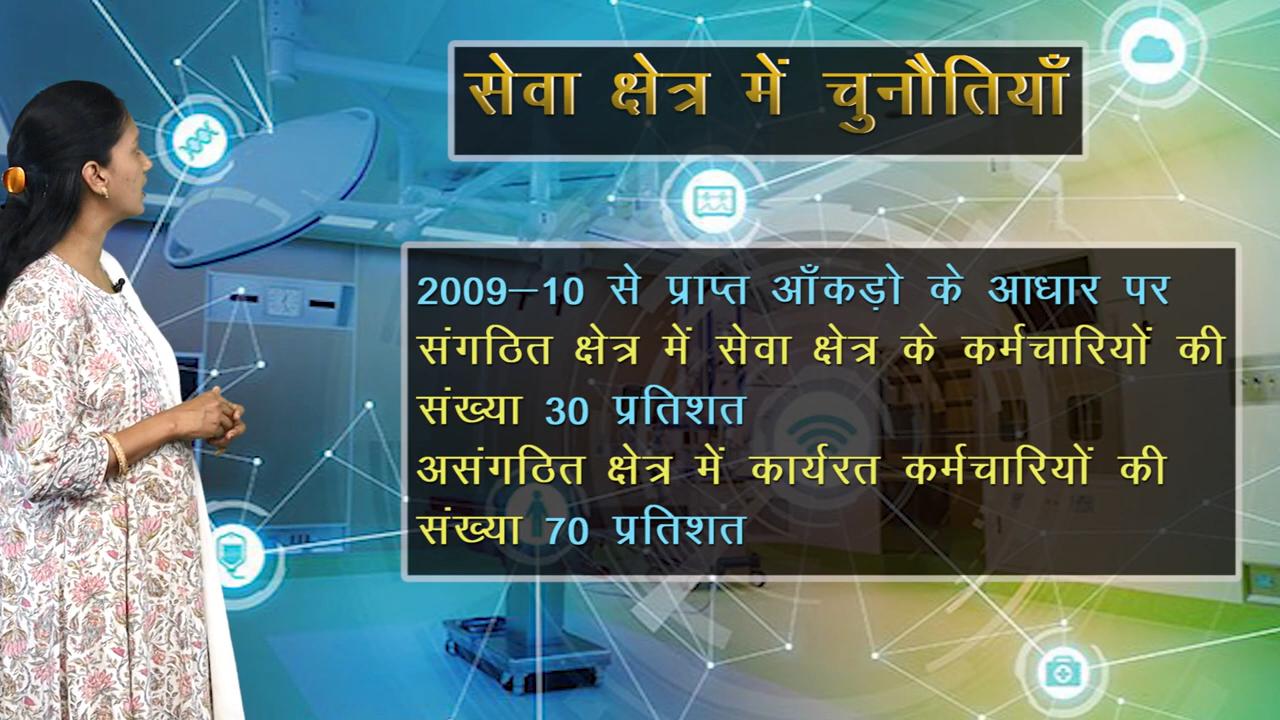 सेवा क्षेत्र में चुनौतियाँ
2009–10 से प्राप्त आँकड़ो के आधार पर
संगठित क्षेत्र में सेवा क्षेत्र के कर्मचारियों की
संख्या 30 प्रतिशत
असंगठित क्षेत्र में कार्यरत कर्मचारियों की
संख्या 70 प्रतिशत